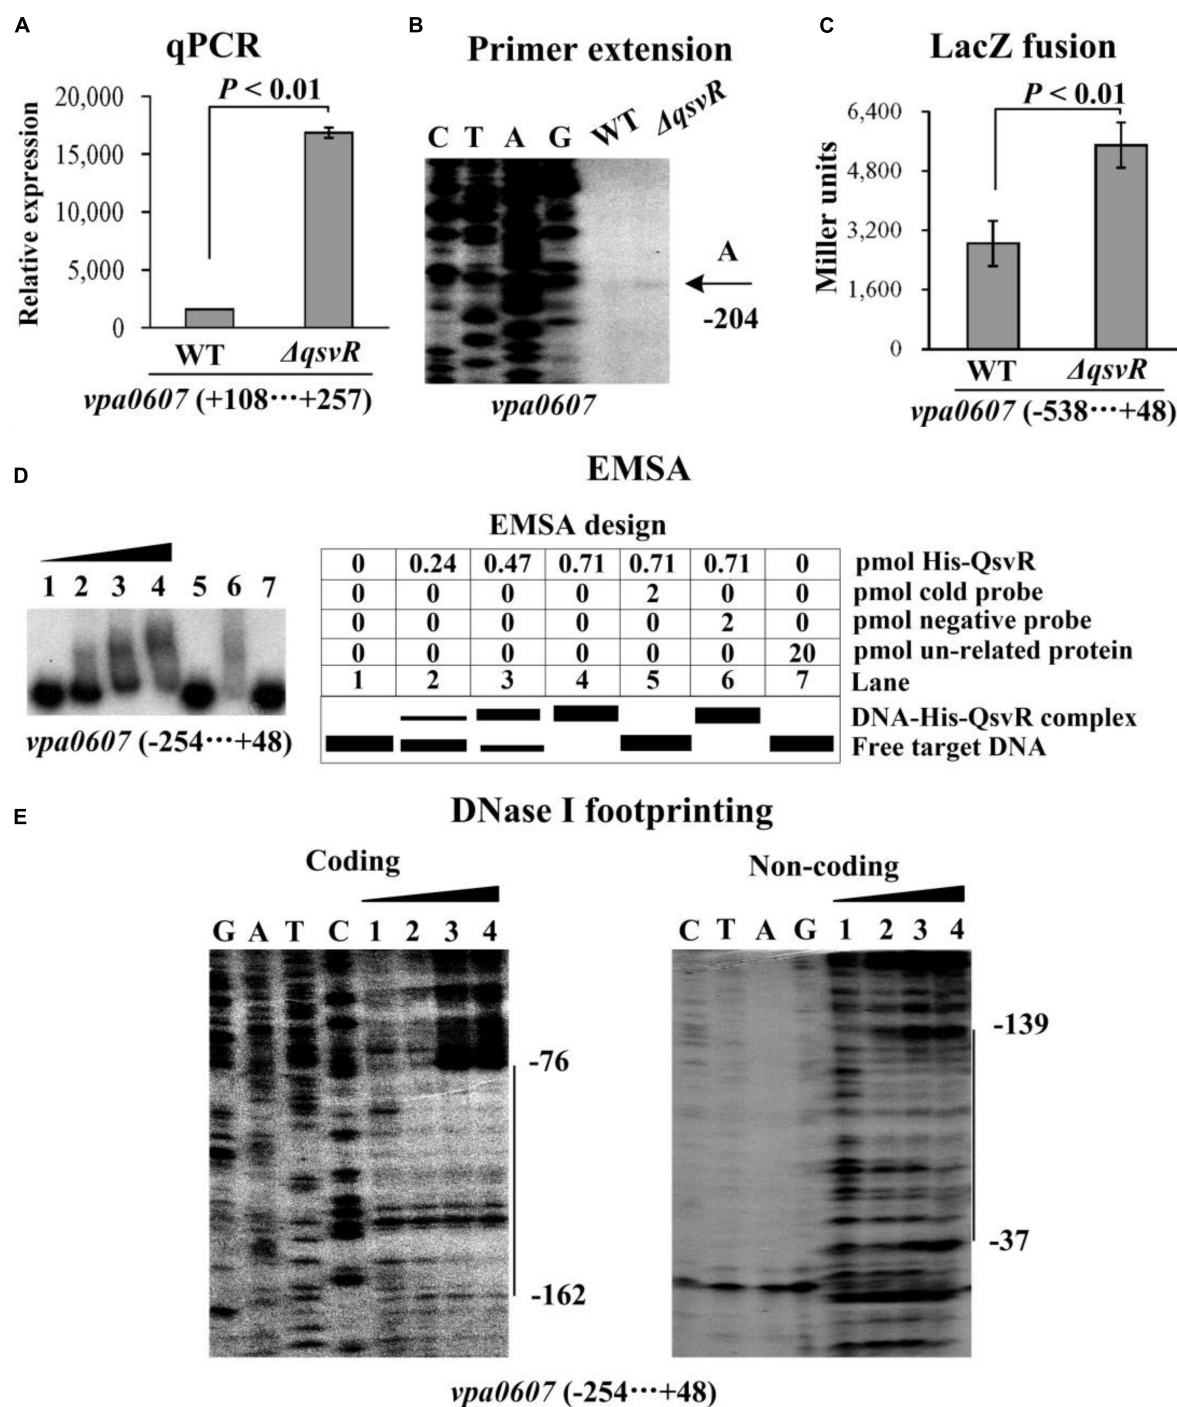 A
qPCR
P < 0.01
Relative expression
20,000
15,000
10,000
5,000
0
WT ΔqsvR
vpa0607 (+108···+257)
B
Primer extension
C T A G WT ΔqsvR
A
-204
vpa0607
C
LacZ fusion
P < 0.01
Miller units
6,400
4,800
3,200
1,600
0
WT ΔqsvR
vpa0607 (-538···+48)
D
EMSA
1 2 3 4 5 6 7
vpa0607 (-254···+48)
EMSA design
0 0.24 0.47 0.71 0.71 0.71 0 pmol His-QsvR
0 0 0 0 2 0 0 pmol cold probe
0 0 0 0 0 2 0 pmol negative probe
0 0 0 0 0 0 20 pmol un-related protein
1 2 3 4 5 6 7 Lane
DNA-His-QsvR complex
Free target DNA
E
DNase I footprinting
Coding
G A T C 1 2 3 4
-76
-162
Non-coding
C T A G 1 2 3 4
-139
-37
vpa0607 (-254···+48)